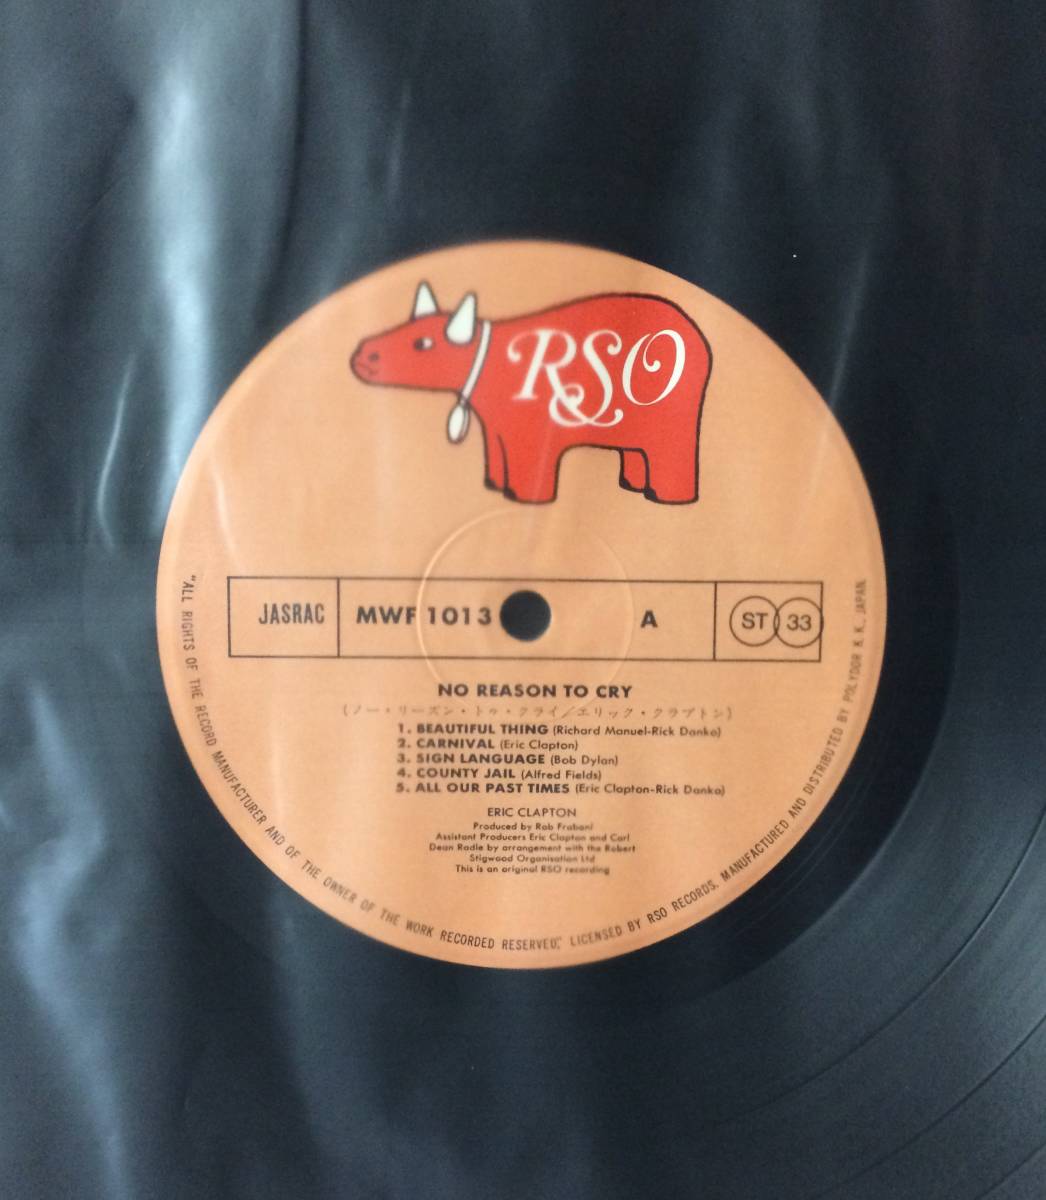 RSO
JASRAC MWF 1013 A ST 33
NO REASON TO CRY
(ノー・リーズン・トゥ・クライ/エリック・クラプトン)
1. BEAUTIFUL THING (Richard Manuel-Rick Danko)
2. CARNIVAL (Eric Clapton)
3. SIGN LANGUAGE (Bob Dylan)
4. COUNTY JAIL (Alfred Fields)
5. ALL OUR PAST TIMES (Eric Clapton-Rick Danko)
ERIC CLAPTON
Produced by Rob Fraboni
Assistant Producers Eric Clapton and Carl
Dean Radle by arrangement with the Robert
Stigwood Organisation Ltd
This is an original RSO recording
"ALL RIGHTS OF THE RECORD MANUFACTURER AND OF THE OWNER OF THE WORK RECORDED RESERVED." LICENSED BY RSO RECORDS. MANUFACTURED AND DISTRIBUTED BY POLYDOR K.K., JAPAN